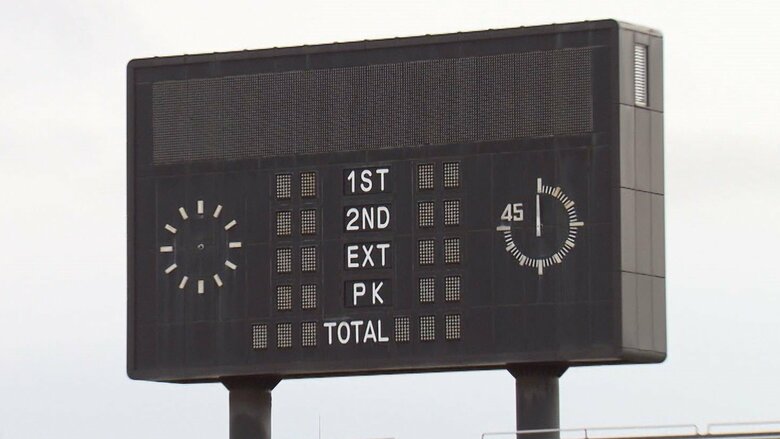 1ST
2ND
45
EXT
PK
TOTAL